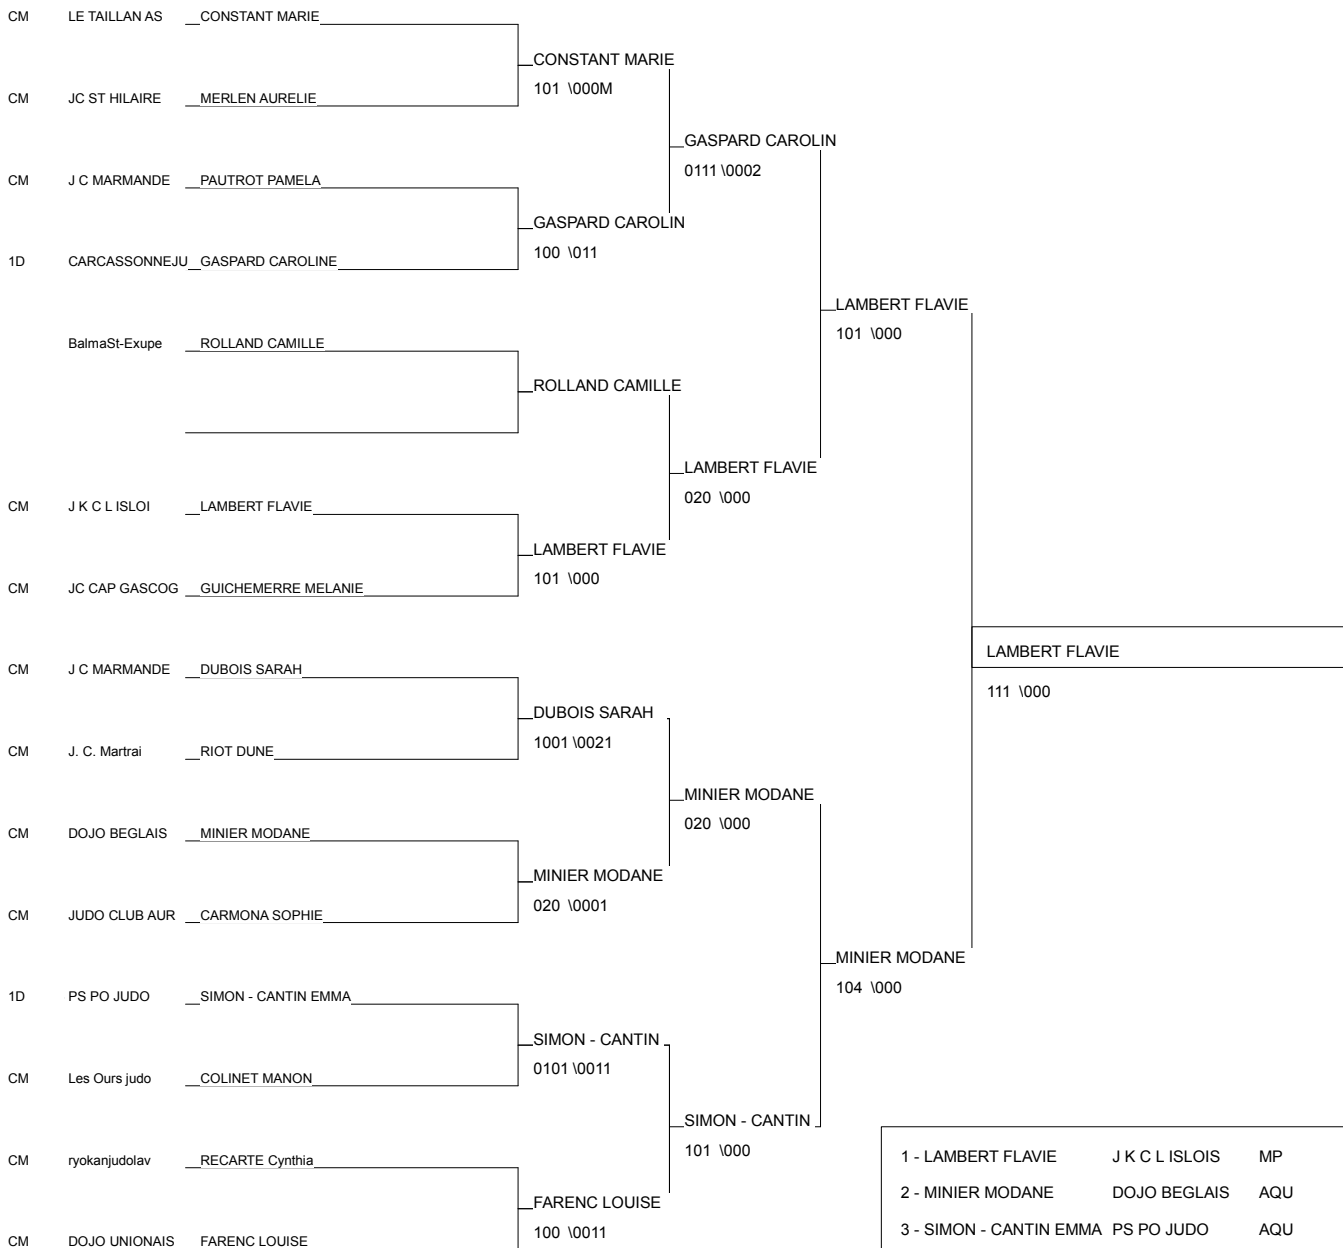 CM LE TAILLAN AS CONSTANT MARIE
CONSTANT MARIE
101 \000M
CM JC ST HILAIRE MERLEN AURELIE
GASPARD CAROLIN
0111 \0002
CM J C MARMANDE PAUTROT PAMELA
GASPARD CAROLIN
100 \011
1D CARCASSONNEJU GASPARD CAROLINE
LAMBERT FLAVIE
101 \000
BalmaSt-Exupe ROLLAND CAMILLE
ROLLAND CAMILLE
LAMBERT FLAVIE
020 \000
CM J K C L ISLOI LAMBERT FLAVIE
LAMBERT FLAVIE
101 \000
CM JC CAP GASCOG GUICHEMERRE MELANIE
LAMBERT FLAVIE
111 \000
CM J C MARMANDE DUBOIS SARAH
DUBOIS SARAH
1001 \0021
CM J. C. Martrai RIOT DUNE
MINIER MODANE
020 \000
CM DOJO BEGLAIS MINIER MODANE
MINIER MODANE
020 \0001
CM JUDO CLUB AUR CARMONA SOPHIE
MINIER MODANE
104 \000
1D PS PO JUDO SIMON - CANTIN EMMA
SIMON - CANTIN
0101 \0011
CM Les Ours judo COLINET MANON
SIMON - CANTIN
101 \000
CM ryokanjudolav RECARTE Cynthia
FARENC LOUISE
100 \0011
CM DOJO UNIONAIS FARENC LOUISE
1 - LAMBERT FLAVIE J K C L ISLOIS MP
2 - MINIER MODANE DOJO BEGLAIS AQU
3 - SIMON - CANTIN EMMA PS PO JUDO AQU